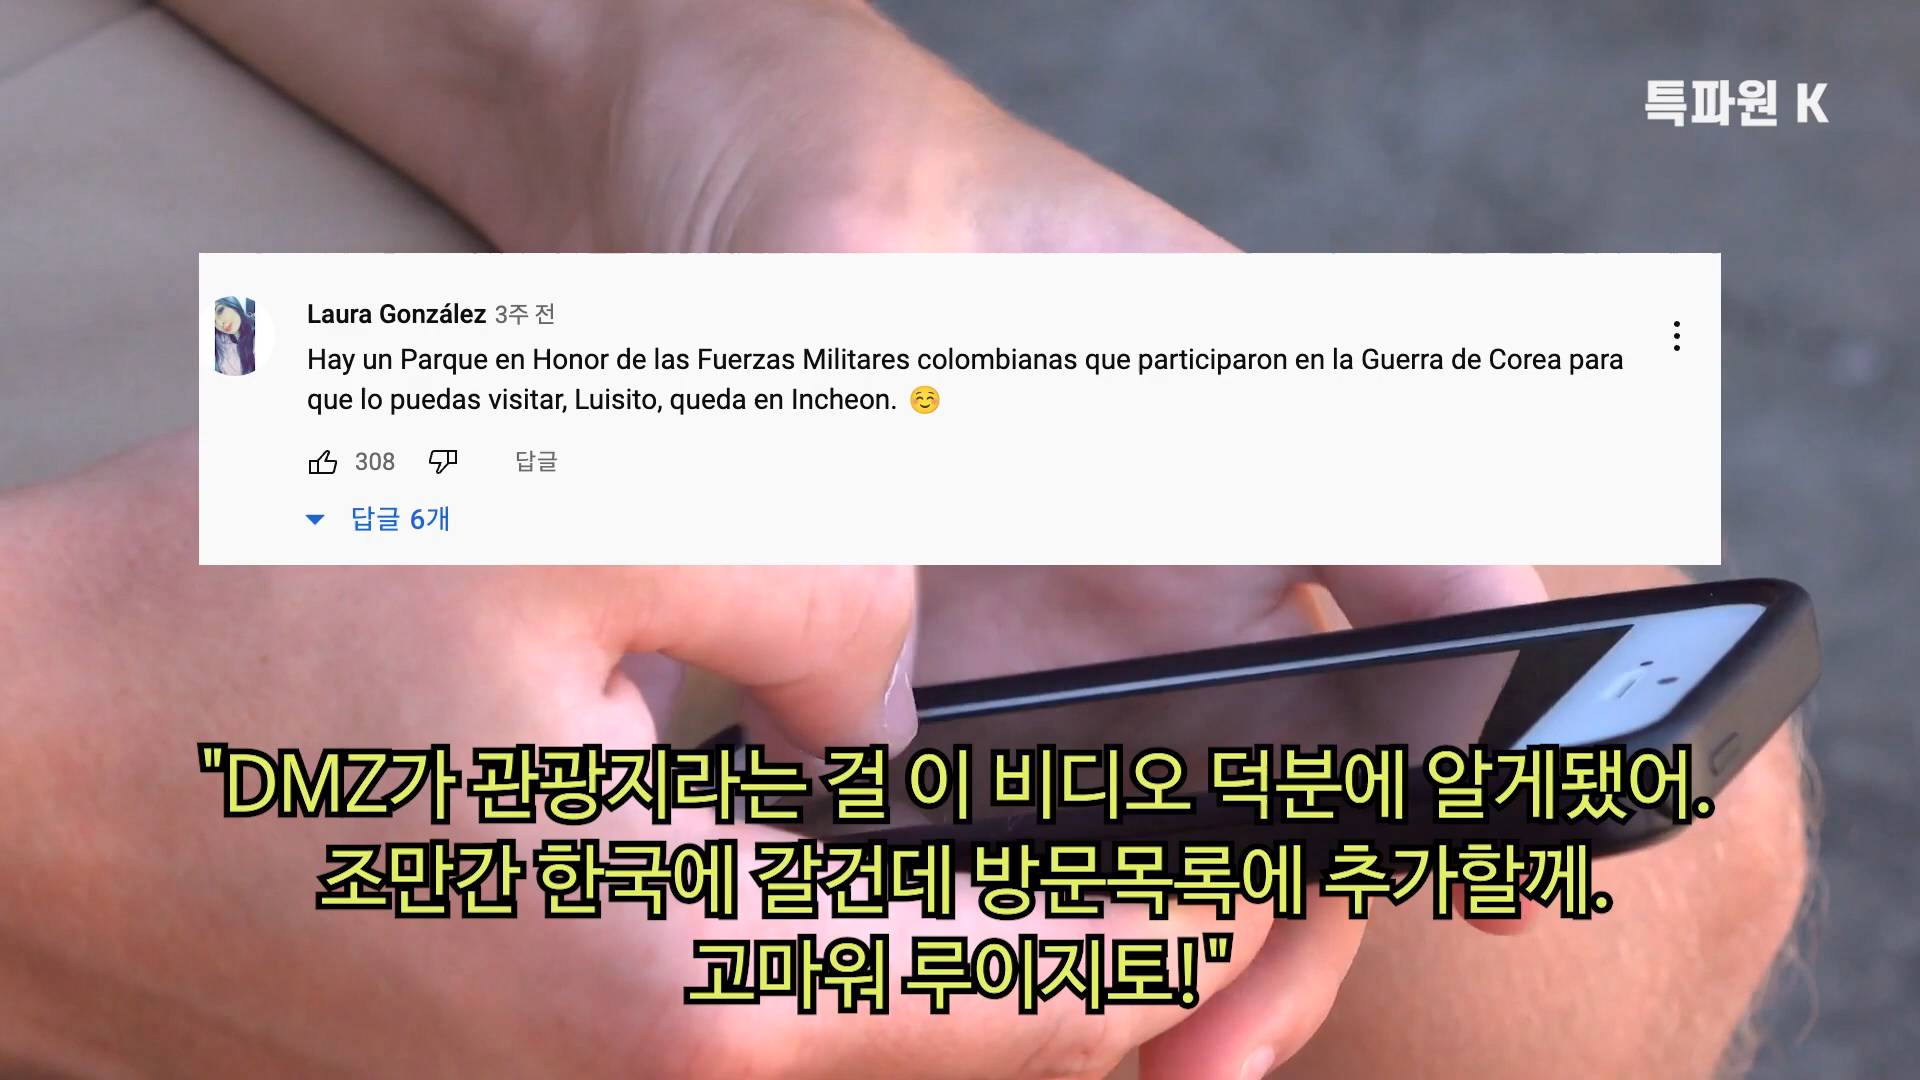 특파원 K
Laura González 3주 전
Hay un Parque en Honor de las Fuerzas Militares colombianas que participaron en la Guerra de Corea para
que lo puedas visitar, Luisito, queda en Incheon. ☺️
308 답글
답글 6개
"DMZ가 관광지라는 걸 이 비디오 덕분에 알게됐어.
조만간 한국에 갈건데 방문목록에 추가할께.
고마워 루이지토!"